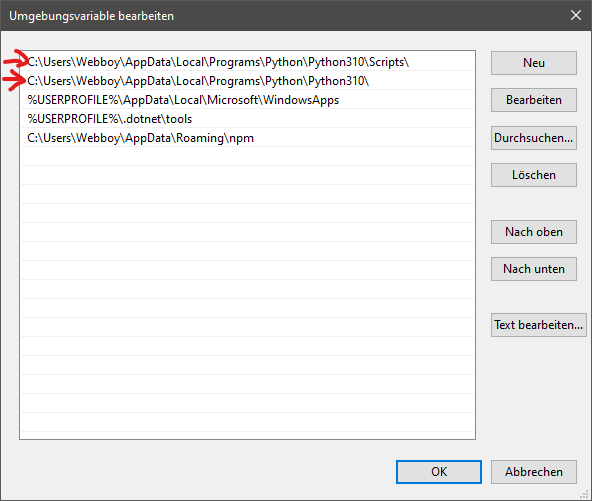 Umgebungsvariable bearbeiten
C:\Users\Webboy\AppData\Local\Programs\Python\Python310\Scripts\
C:\Users\Webboy\AppData\Local\Programs\Python\Python310\
%USERPROFILE%\AppData\Local\Microsoft\WindowsApps
%USERPROFILE%\.dotnet\tools
C:\Users\Webboy\AppData\Roaming\npm
Neu
Bearbeiten
Durchsuchen...
Löschen
Nach oben
Nach unten
Text bearbeiten...
OK
Abbrechen